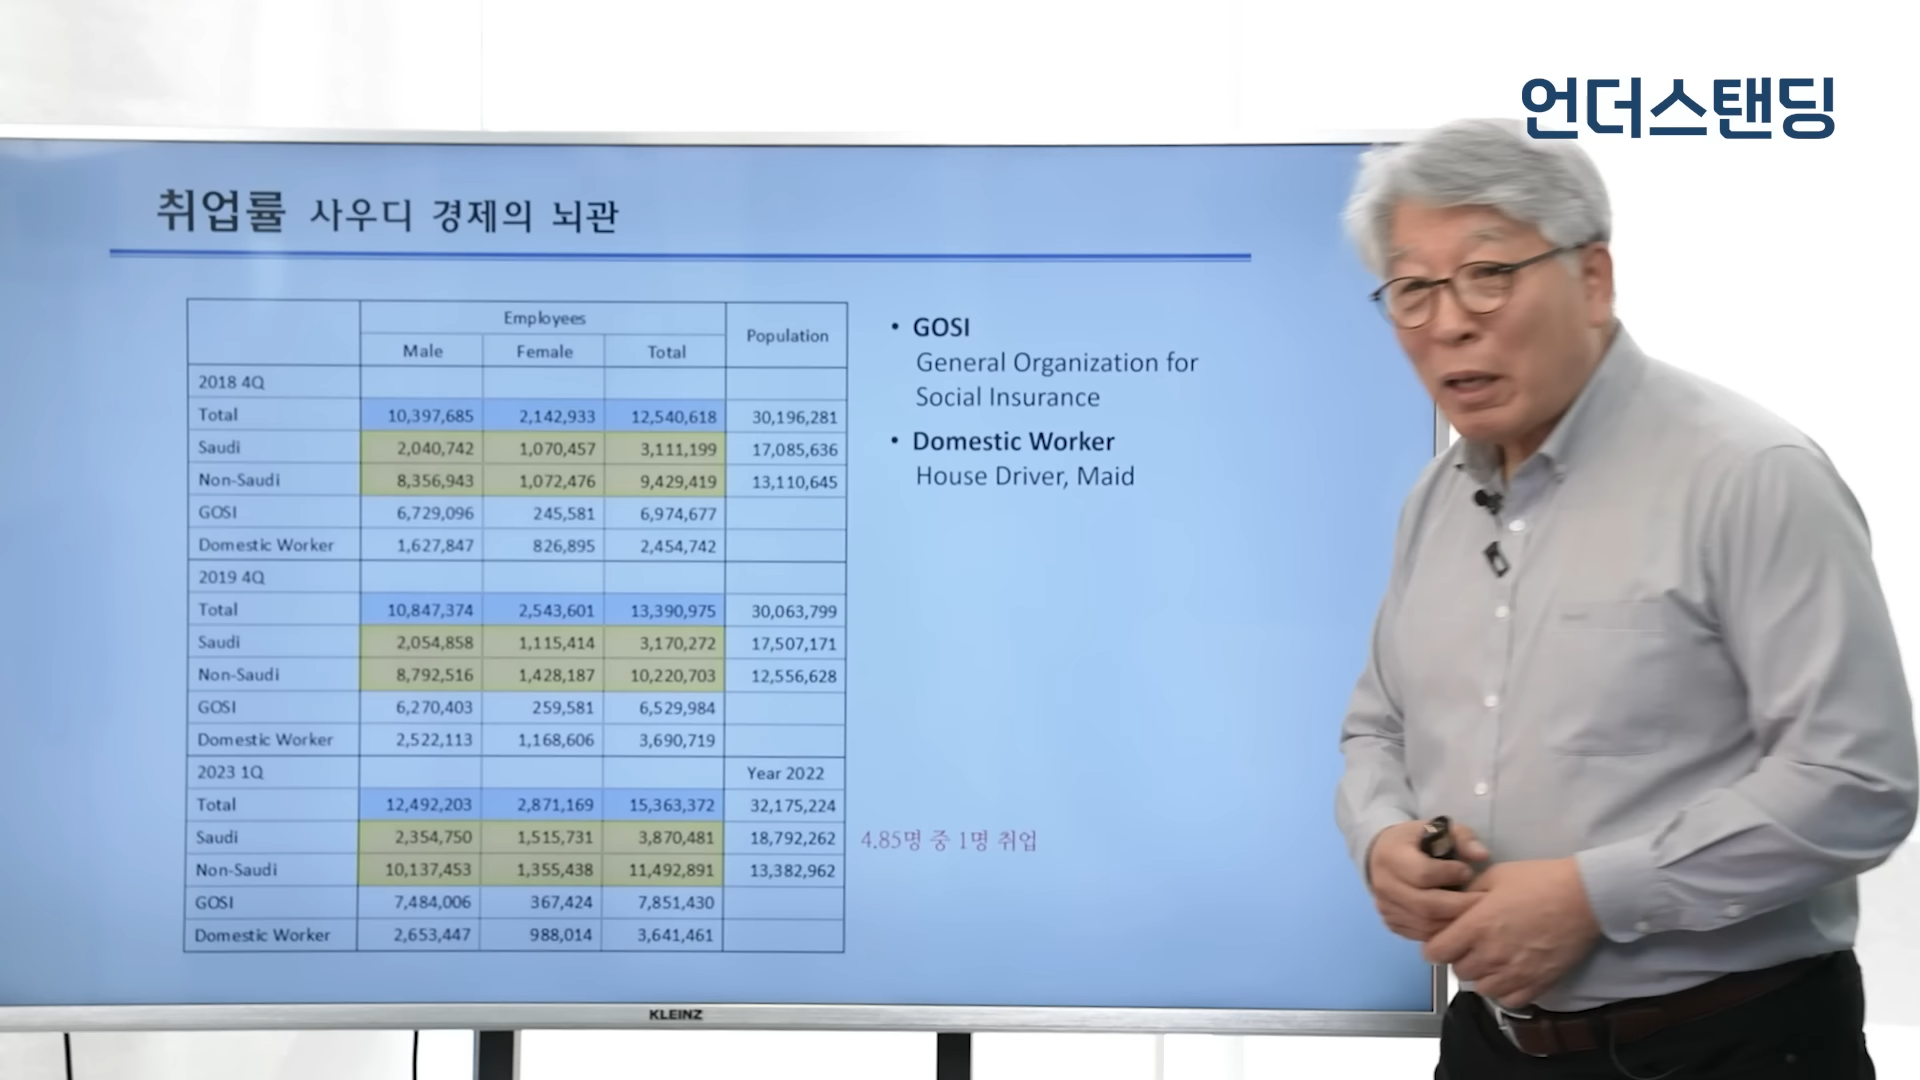 언더스탠딩
취업률 사우디 경제의 뇌관
Employees Population
Male Female Total
2018 4Q
Total 10,397,685 2,142,933 12,540,618 30,196,281
Saudi 2,040,742 1,070,457 3,111,199 17,085,636
Non-Saudi 8,356,943 1,072,476 9,429,419 13,110,645
GOSI 6,729,096 245,581 6,974,677
Domestic Worker 1,627,847 826,895 2,454,742
2019 4Q
Total 10,847,374 2,543,601 13,390,975 30,063,799
Saudi 2,054,858 1,115,414 3,170,272 17,507,171
Non-Saudi 8,792,516 1,428,187 10,220,703 12,556,628
GOSI 6,270,403 259,581 6,529,984
Domestic Worker 2,522,113 1,168,606 3,690,719
2023 1Q Year 2022
Total 12,492,203 2,871,169 15,363,372 32,175,224
Saudi 2,354,750 1,515,731 3,870,481 18,792,262 4.85명 중 1명 취업
Non-Saudi 10,137,453 1,355,438 11,492,891 13,382,962
GOSI 7,484,006 367,424 7,851,430
Domestic Worker 2,653,447 988,014 3,641,461
• GOSI
General Organization for
Social Insurance
• Domestic Worker
House Driver, Maid
KLEINZ